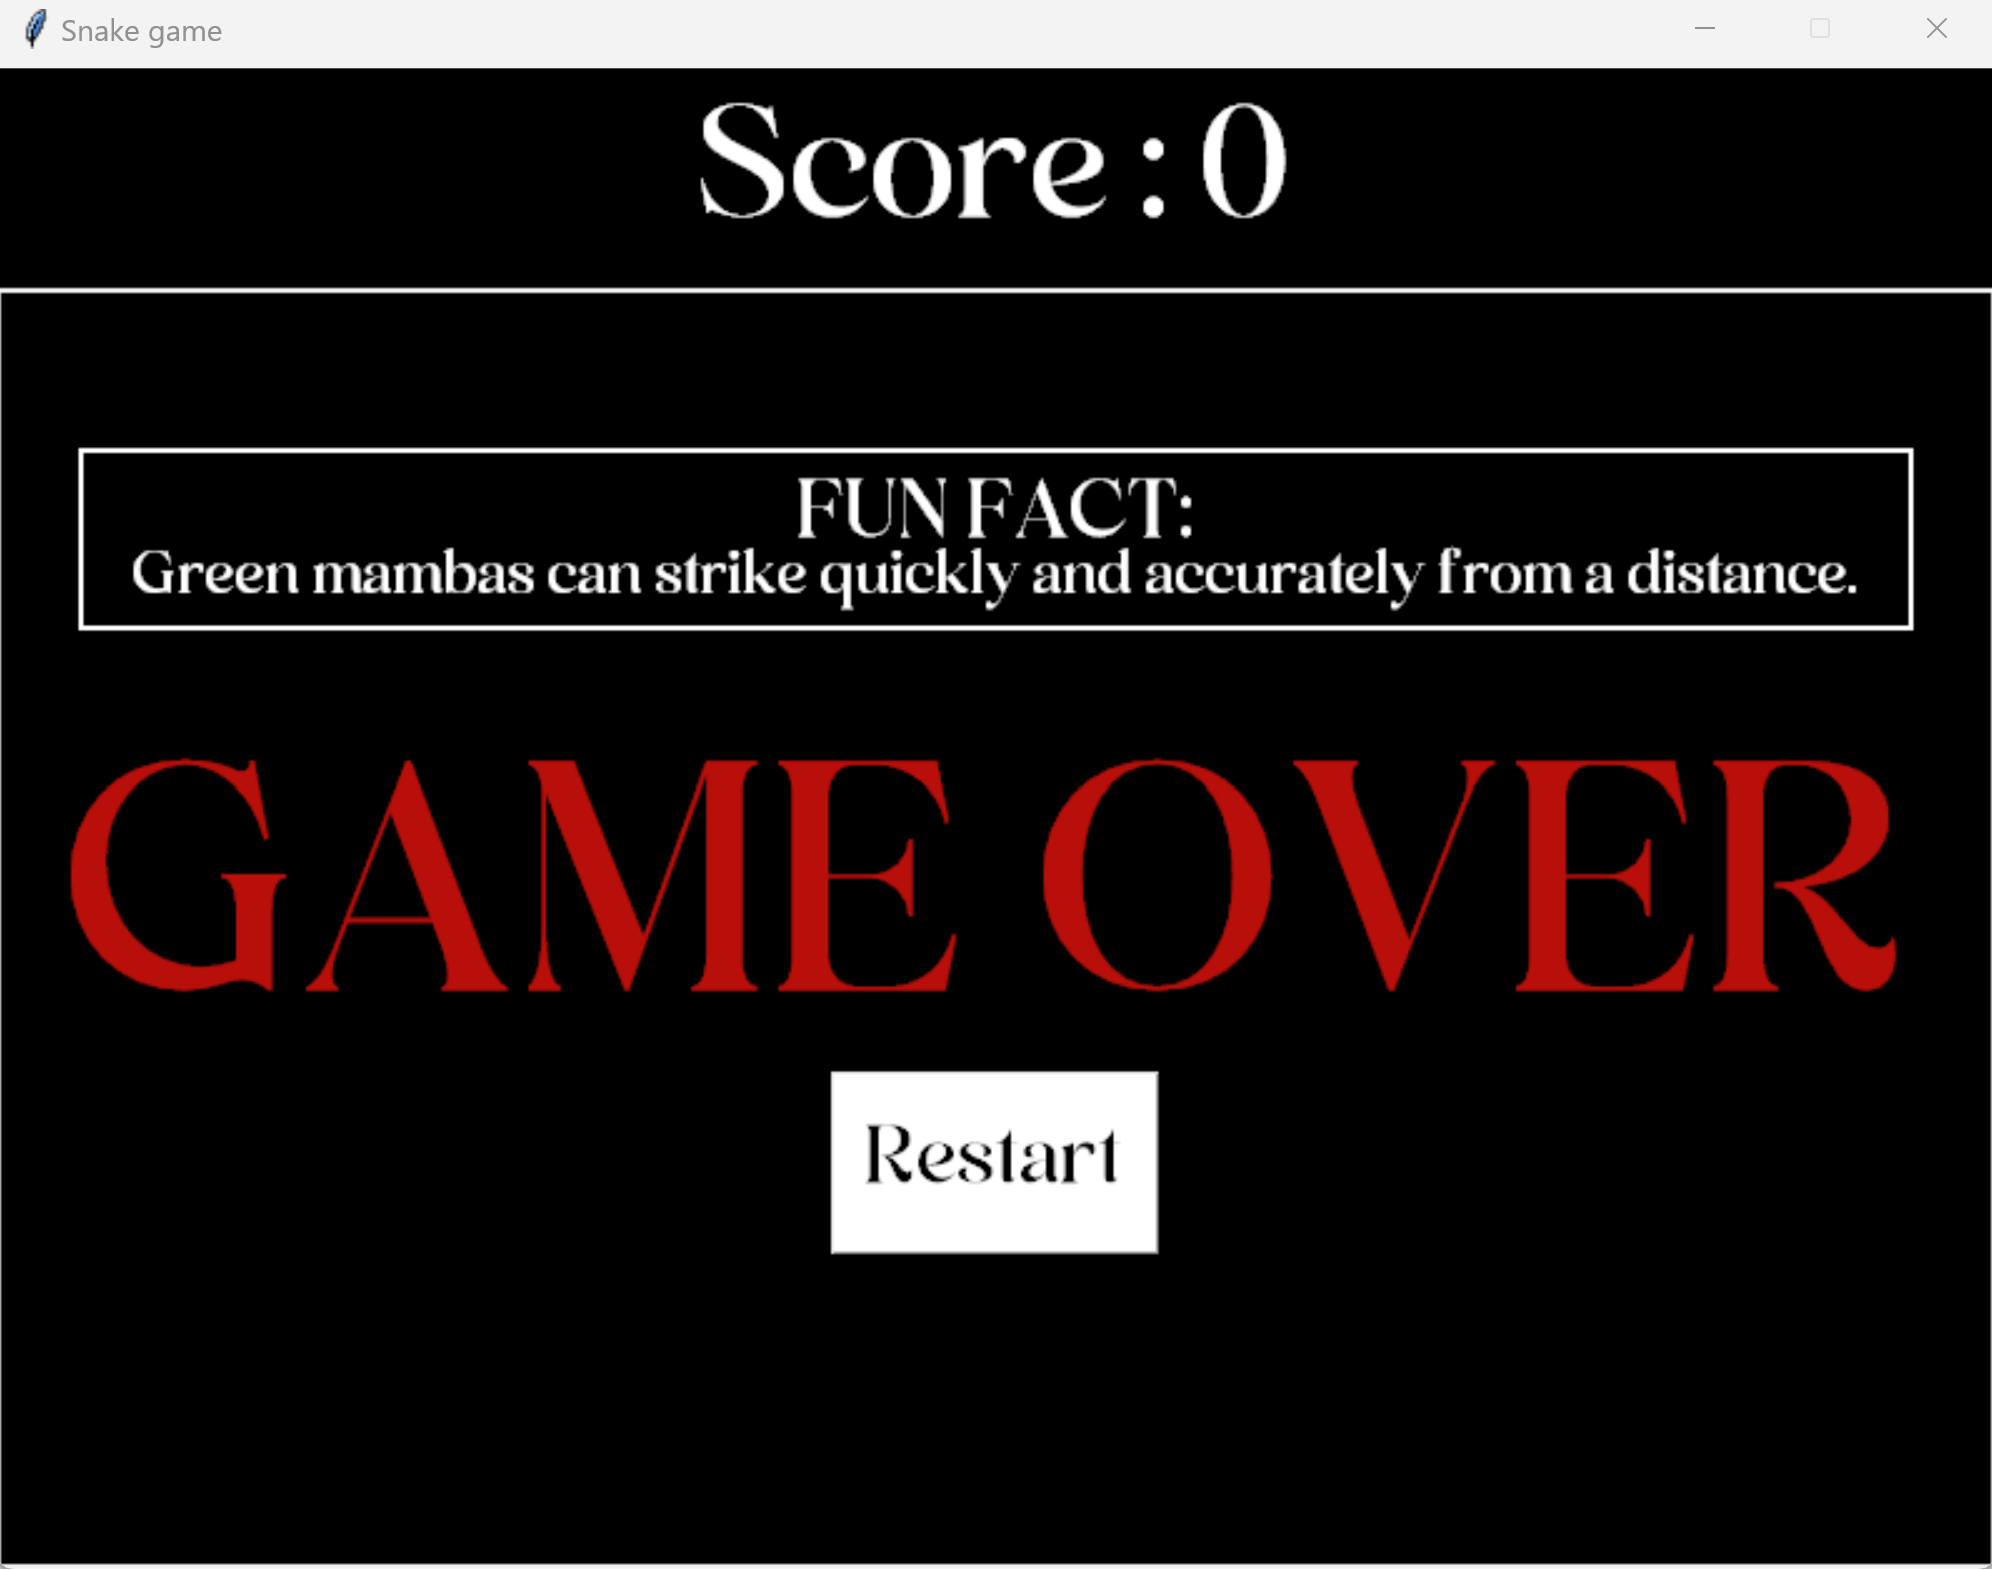 Snake game
Score : 0
FUN FACT:
Green mambas can strike quickly and accurately from a distance.
GAME OVER
Restart